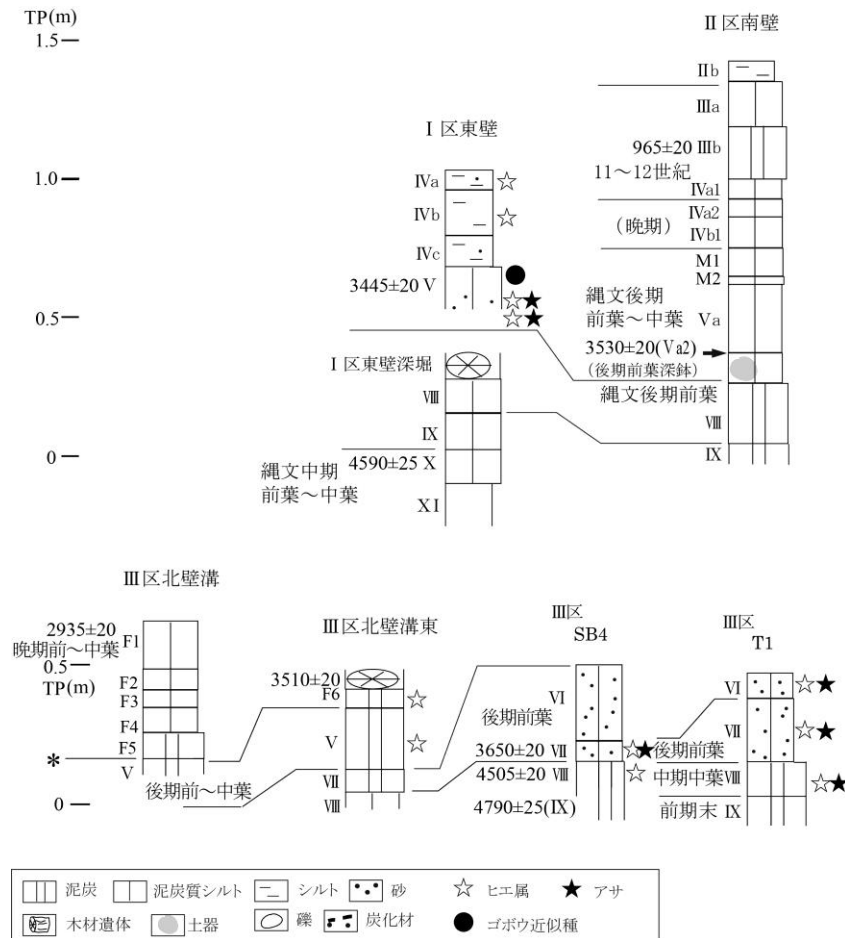 TP(m)
1.5
1.0
0.5
0
Ⅰ区東壁
Ⅳa
Ⅳb
Ⅳc
3445±20 Ⅴ
Ⅰ区東壁深堀
Ⅷ
Ⅸ
4590±25 Ⅹ
縄文中期
前葉～中葉
ⅩⅠ
Ⅱ区南壁
Ⅱb
Ⅲa
965±20 Ⅲb
11～12世紀
Ⅳa1
Ⅳa2
(晩期)
Ⅳb1
M1
M2
縄文後期
前葉～中葉
Ⅴa
3530±20(Ⅴa2)
(後期前葉深鉢)
縄文後期前葉
Ⅷ
Ⅸ
Ⅲ区北壁溝
2935±20
晩期前～中葉
F1
0.5
TP(m)
F2
F3
F4
F5
*
Ⅴ
0
後期前～中葉
Ⅲ区北壁溝東
3510±20
F6
Ⅴ
Ⅶ
Ⅷ
Ⅲ区
SB4
Ⅵ
後期前葉
3650±20 Ⅶ
4505±20 Ⅷ
4790±25(Ⅸ)
Ⅲ区
T1
Ⅵ
Ⅶ
後期前葉
中期中葉 Ⅷ
前期末 Ⅸ
泥炭 泥炭質シルト シルト 砂 ヒエ属 アサ
木材遺体 土器 礫 炭化材 ゴボウ近似種